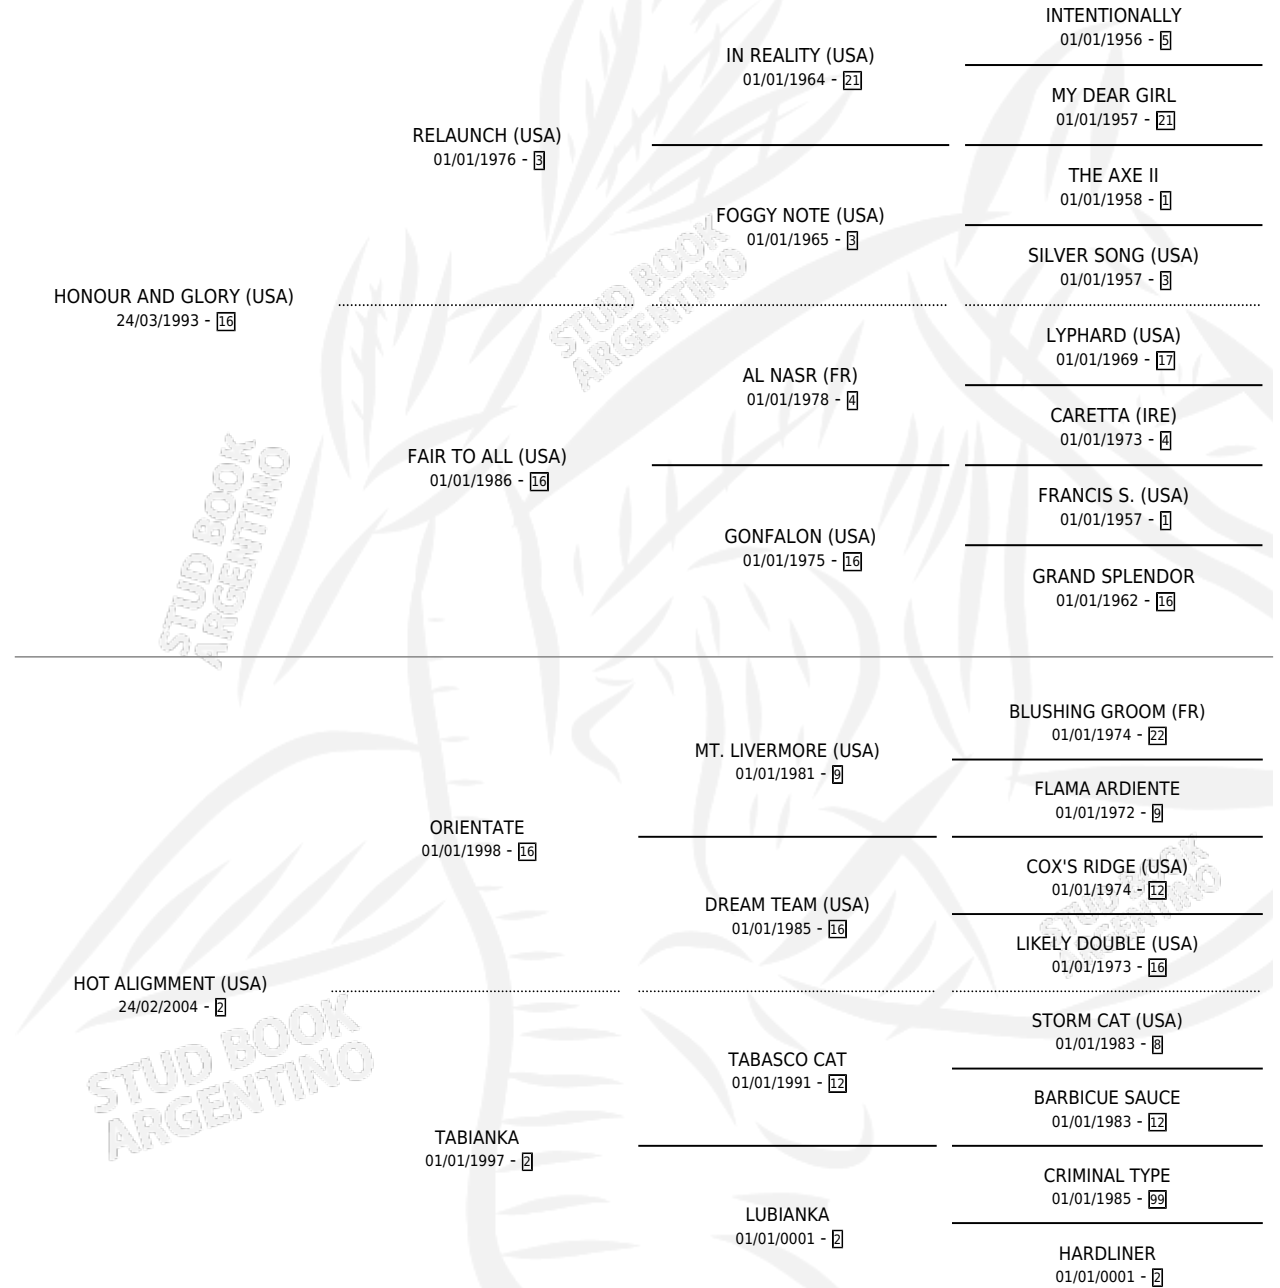 INTENTIONALLY
01/01/1956 - 5
IN REALITY (USA)
01/01/1964 - 21
MY DEAR GIRL
01/01/1957 - 21
RELAUNCH (USA)
01/01/1976 - 3
THE AXE II
01/01/1958 - 1
FOGGY NOTE (USA)
01/01/1965 - 3
SILVER SONG (USA)
01/01/1957 - 3
HONOUR AND GLORY (USA)
24/03/1993 - 16
LYPHARD (USA)
01/01/1969 - 17
AL NASR (FR)
01/01/1978 - 4
CARETTA (IRE)
01/01/1973 - 4
FAIR TO ALL (USA)
01/01/1986 - 16
FRANCIS S. (USA)
01/01/1957 - 1
GONFALON (USA)
01/01/1975 - 16
GRAND SPLENDOR
01/01/1962 - 16
BLUSHING GROOM (FR)
01/01/1974 - 22
MT. LIVERMORE (USA)
01/01/1981 - 9
FLAMA ARDIENTE
01/01/1972 - 9
ORIENTATE
01/01/1998 - 16
COX'S RIDGE (USA)
01/01/1974 - 12
DREAM TEAM (USA)
01/01/1985 - 16
LIKELY DOUBLE (USA)
01/01/1973 - 16
HOT ALIGMMENT (USA)
24/02/2004 - 2
STORM CAT (USA)
01/01/1983 - 8
TABASCO CAT
01/01/1991 - 12
BARBICUE SAUCE
01/01/1983 - 12
TABIANKA
01/01/1997 - 2
CRIMINAL TYPE
01/01/1985 - 99
LUBIANKA
01/01/0001 - 2
HARDLINER
01/01/0001 - 2
STUD BOOK
ARGENTINO
STUD BOOK
ARGENTINO
STUD BOOK
ARGENTINO
STUD BOOK
ARGENTINO